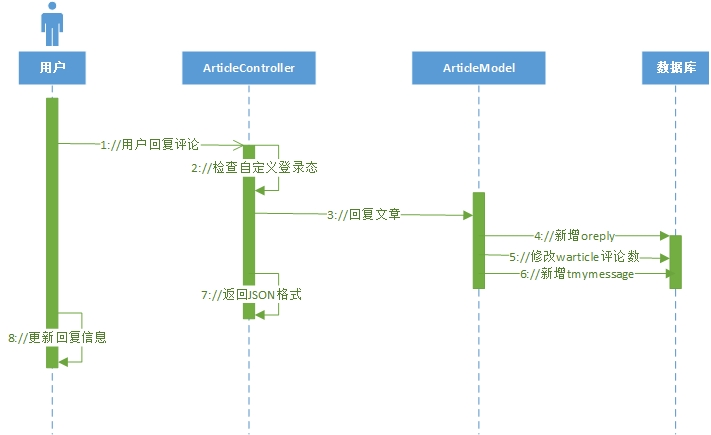 用户
ArticleController
ArticleModel
数据库
1://用户回复评论
2://检查自定义登录态
3://回复文章
4://新增oreply
5://修改warticle评论数
6://新增tmymessage
7://返回JSON格式
8://更新回复信息